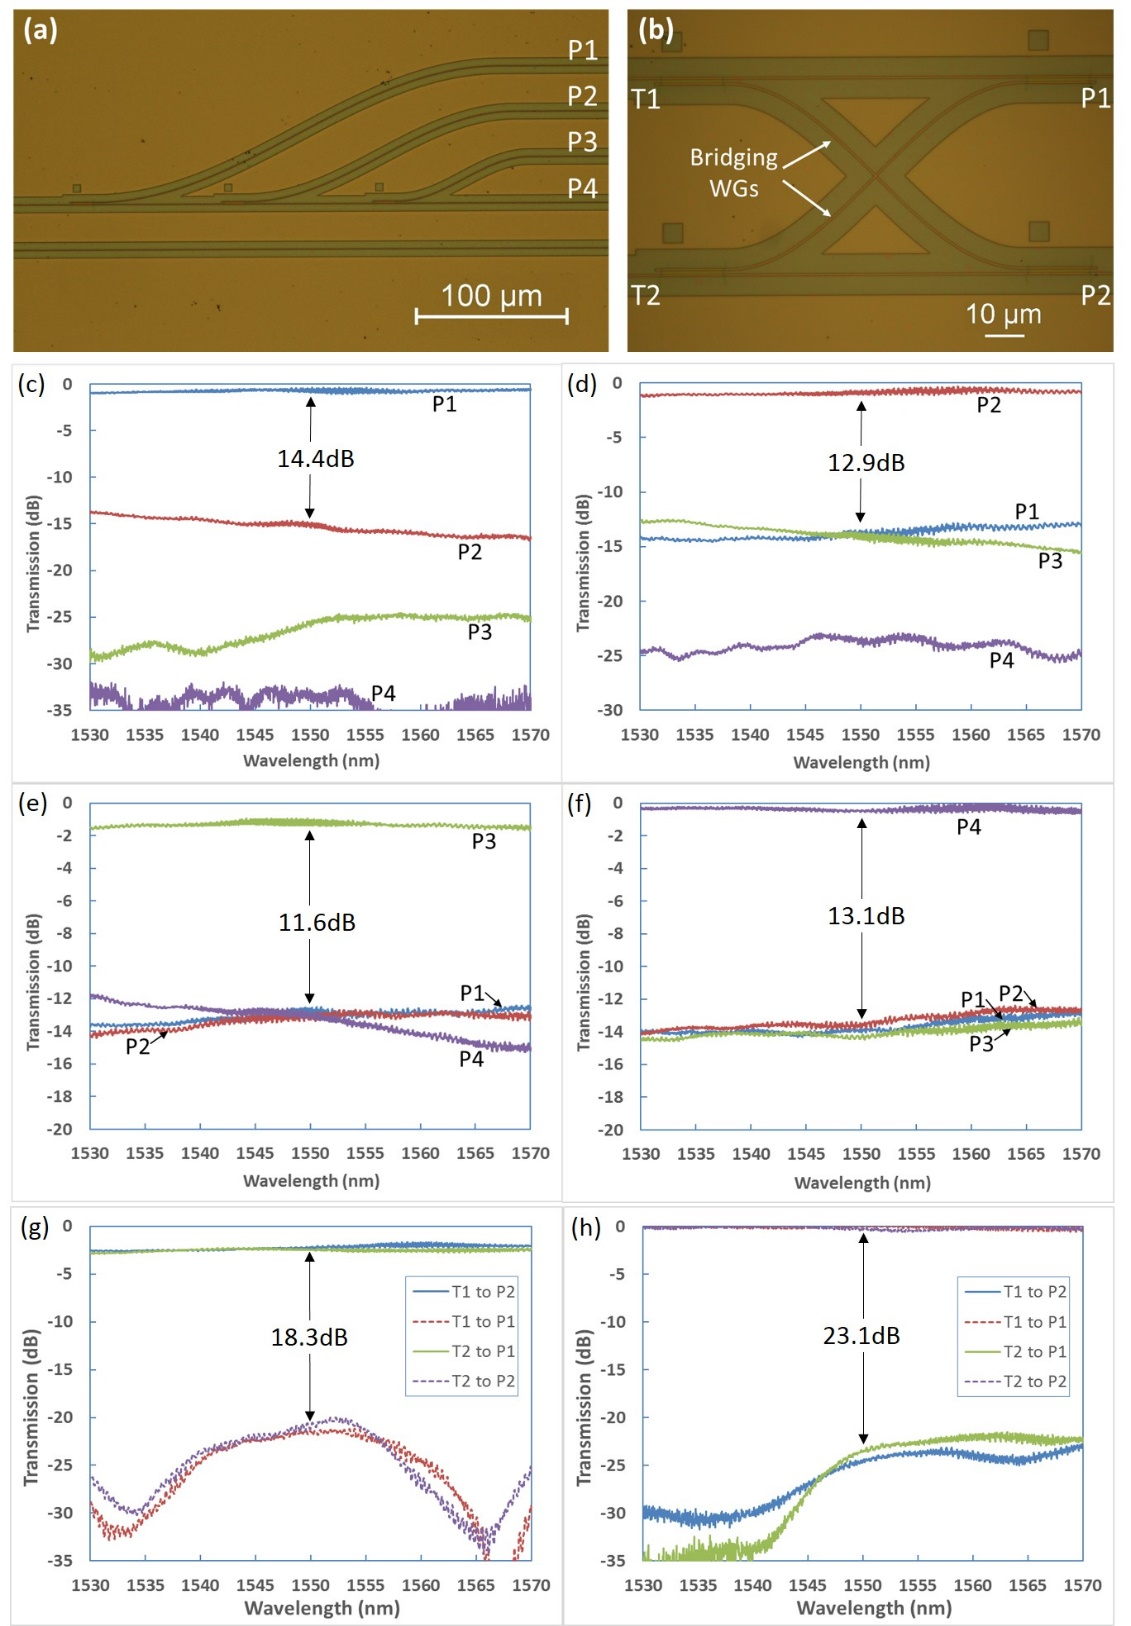 (a)
P1
P2
P3
P4
100 μm
(b)
T1
P1
Bridging
WGs
T2
P2
10 μm
(c)
0
-5
-10
-15
-20
-25
-30
-35
Transmission (dB)
P1
14.4dB
P2
P3
P4
1530 1535 1540 1545 1550 1555 1560 1565 1570
Wavelength (nm)
(d)
0
-5
-10
-15
-20
-25
-30
Transmission (dB)
P2
12.9dB
P1
P3
P4
1530 1535 1540 1545 1550 1555 1560 1565 1570
Wavelength (nm)
(e)
0
-2
-4
-6
-8
-10
-12
-14
-16
-18
-20
Transmission (dB)
P3
11.6dB
P1
P2
P4
1530 1535 1540 1545 1550 1555 1560 1565 1570
Wavelength (nm)
(f)
0
-2
-4
-6
-8
-10
-12
-14
-16
-18
-20
Transmission (dB)
P4
13.1dB
P1
P2
P3
1530 1535 1540 1545 1550 1555 1560 1565 1570
Wavelength (nm)
(g)
0
-5
-10
-15
-20
-25
-30
-35
Transmission (dB)
T1 to P2
T1 to P1
T2 to P1
T2 to P2
18.3dB
1530 1535 1540 1545 1550 1555 1560 1565 1570
Wavelength (nm)
(h)
0
-5
-10
-15
-20
-25
-30
-35
Transmission (dB)
T1 to P2
T1 to P1
T2 to P1
T2 to P2
23.1dB
1530 1535 1540 1545 1550 1555 1560 1565 1570
Wavelength (nm)